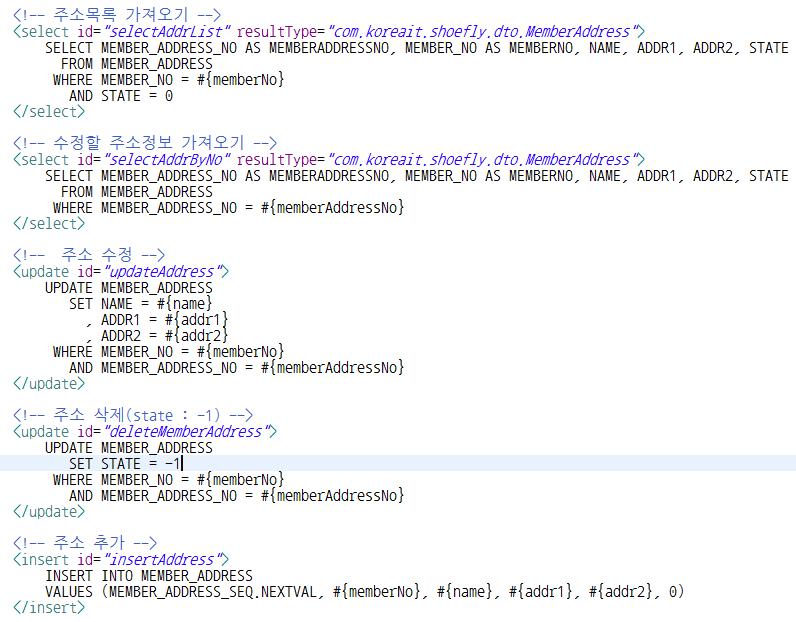 <!-- 주소목록 가져오기 -->
<select id="selectAddrList" resultType="com.koreait.shoefly.dto.MemberAddress">
    SELECT MEMBER_ADDRESS_NO AS MEMBERADDRESSNO, MEMBER_NO AS MEMBERNO, NAME, ADDR1, ADDR2, STATE
      FROM MEMBER_ADDRESS
     WHERE MEMBER_NO = #{memberNo}
       AND STATE = 0
</select>
<!-- 수정할 주소정보 가져오기 -->
<select id="selectAddrByNo" resultType="com.koreait.shoefly.dto.MemberAddress">
    SELECT MEMBER_ADDRESS_NO AS MEMBERADDRESSNO, MEMBER_NO AS MEMBERNO, NAME, ADDR1, ADDR2, STATE
      FROM MEMBER_ADDRESS
     WHERE MEMBER_ADDRESS_NO = #{memberAddressNo}
</select>
<!--  주소 수정 -->
<update id="updateAddress">
    UPDATE MEMBER_ADDRESS
       SET NAME = #{name}
         , ADDR1 = #{addr1}
         , ADDR2 = #{addr2}
     WHERE MEMBER_NO = #{memberNo}
       AND MEMBER_ADDRESS_NO = #{memberAddressNo}
</update>
<!-- 주소 삭제(state : -1) -->
<update id="deleteMemberAddress">
    UPDATE MEMBER_ADDRESS
       SET STATE = -1
     WHERE MEMBER_NO = #{memberNo}
       AND MEMBER_ADDRESS_NO = #{memberAddressNo}
</update>
<!-- 주소 추가 -->
<insert id="insertAddress">
    INSERT INTO MEMBER_ADDRESS
    VALUES (MEMBER_ADDRESS_SEQ.NEXTVAL, #{memberNo}, #{name}, #{addr1}, #{addr2}, 0)
</insert>